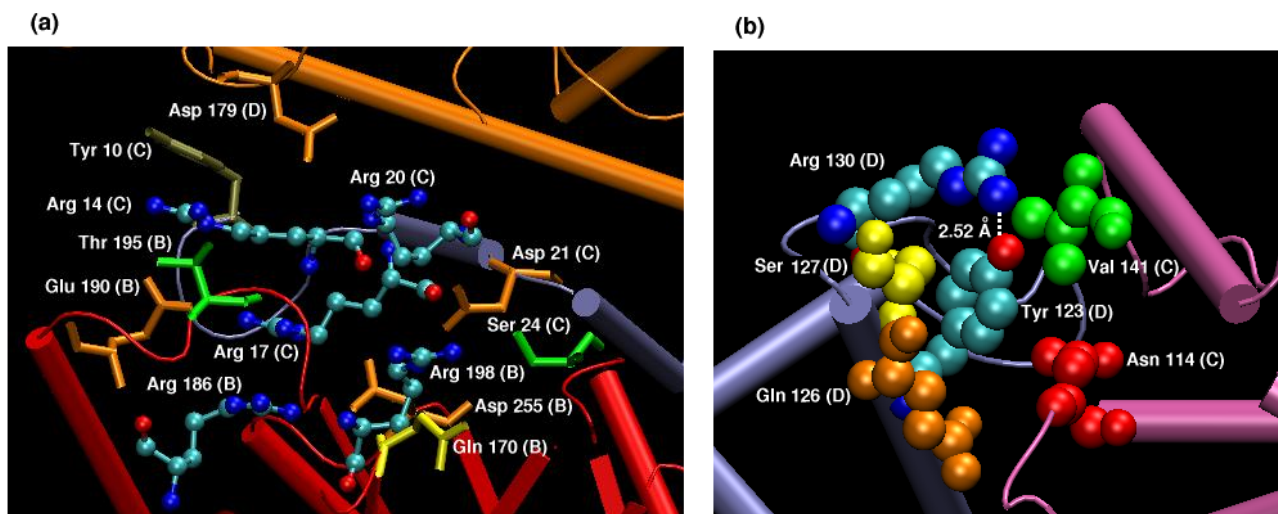 (a)
(b)
Asp 179 (D)
Tyr 10 (C)
Arg 20 (C)
Arg 14 (C)
Thr 195 (B)
Glu 190 (B)
Asp 21 (C)
Ser 24 (C)
Arg 17 (C)
Arg 186 (B)
Arg 198 (B)
Asp 255 (B)
Gln 170 (B)
Arg 130 (D)
2.52 Å
Ser 127 (D)
Val 141 (C)
Tyr 123 (D)
Asn 114 (C)
Gln 126 (D)